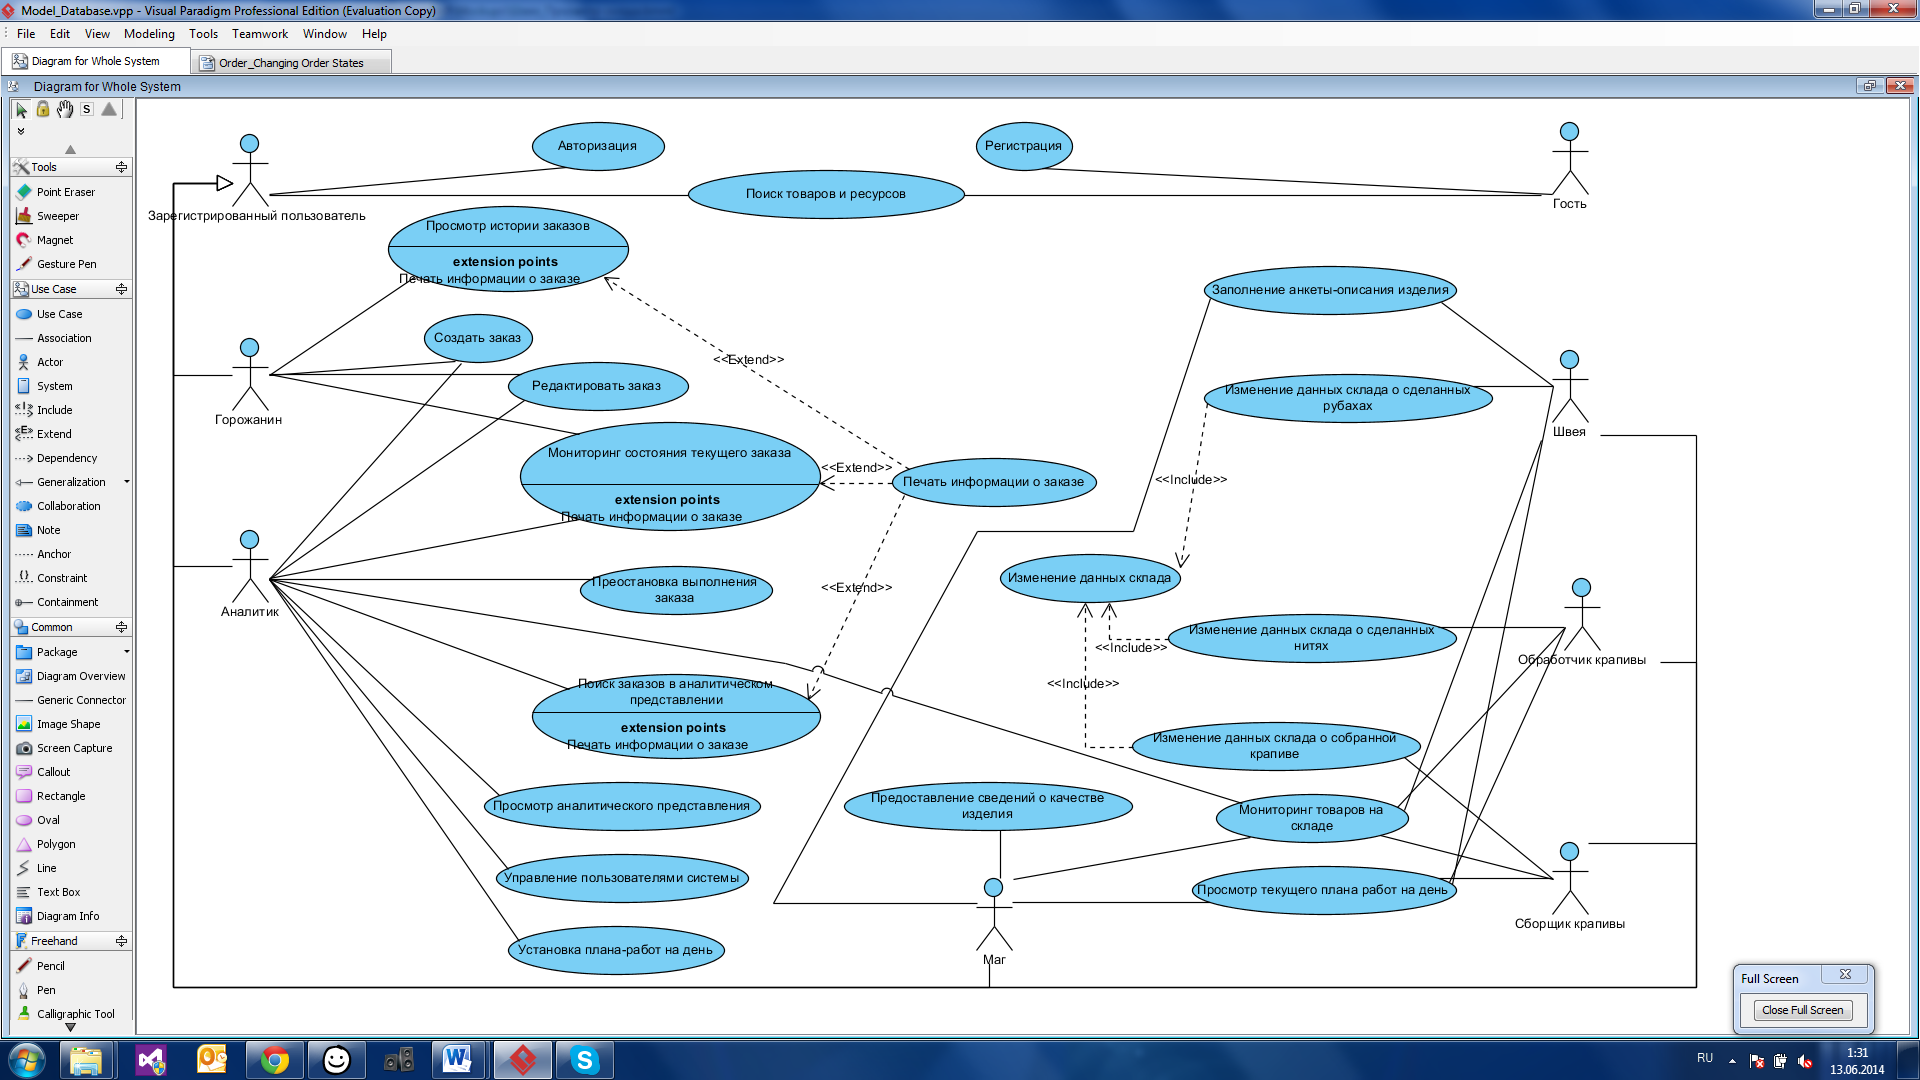 Model_Database.vpp - Visual Paradigm Professional Edition (Evaluation Copy)
File Edit View Modeling Tools Teamwork Window Help
Diagram for Whole System
Order_Changing Order States
Diagram for Whole System
S
Tools
Point Eraser
Sweeper
Magnet
Gesture Pen
Use Case
Use Case
Association
Actor
System
Include
Extend
Dependency
Generalization
Collaboration
Note
Anchor
Constraint
Containment
Common
Package
Diagram Overview
Generic Connector
Image Shape
Screen Capture
Callout
Rectangle
Oval
Polygon
Line
Text Box
Diagram Info
Freehand
Pencil
Pen
Calligraphic Tool
Авторизация
Регистрация
Поиск товаров и ресурсов
Зарегистрированный пользователь
Гость
Просмотр истории заказов
extension points
Печать информации о заказе
Заполнение анкеты-описания изделия
Создать заказ
<<Extend>>
Редактировать заказ
Изменение данных склада о сделанных
рубахах
Горожанин
Швея
Мониторинг состояния текущего заказа
extension points
Печать информации о заказе
<<Extend>>
Печать информации о заказе
<<Include>>
Аналитик
Преостановка выполнения
заказа
<<Extend>>
Изменение данных склада
Изменение данных склада о сделанных
нитях
<<Include>>
Обработчик крапивы
<<Include>>
Поиск заказов в аналитическом
представлении
extension points
Печать информации о заказе
Изменение данных склада о собранной
крапиве
Просмотр аналитического представления
Предоставление сведений о качестве
изделия
Мониторинг товаров на
складе
Управление пользователями системы
Просмотр текущего плана работ на день
Сборщик крапивы
Установка плана-работ на день
Маг
Full Screen
Close Full Screen
RU
1:31
13.06.2014